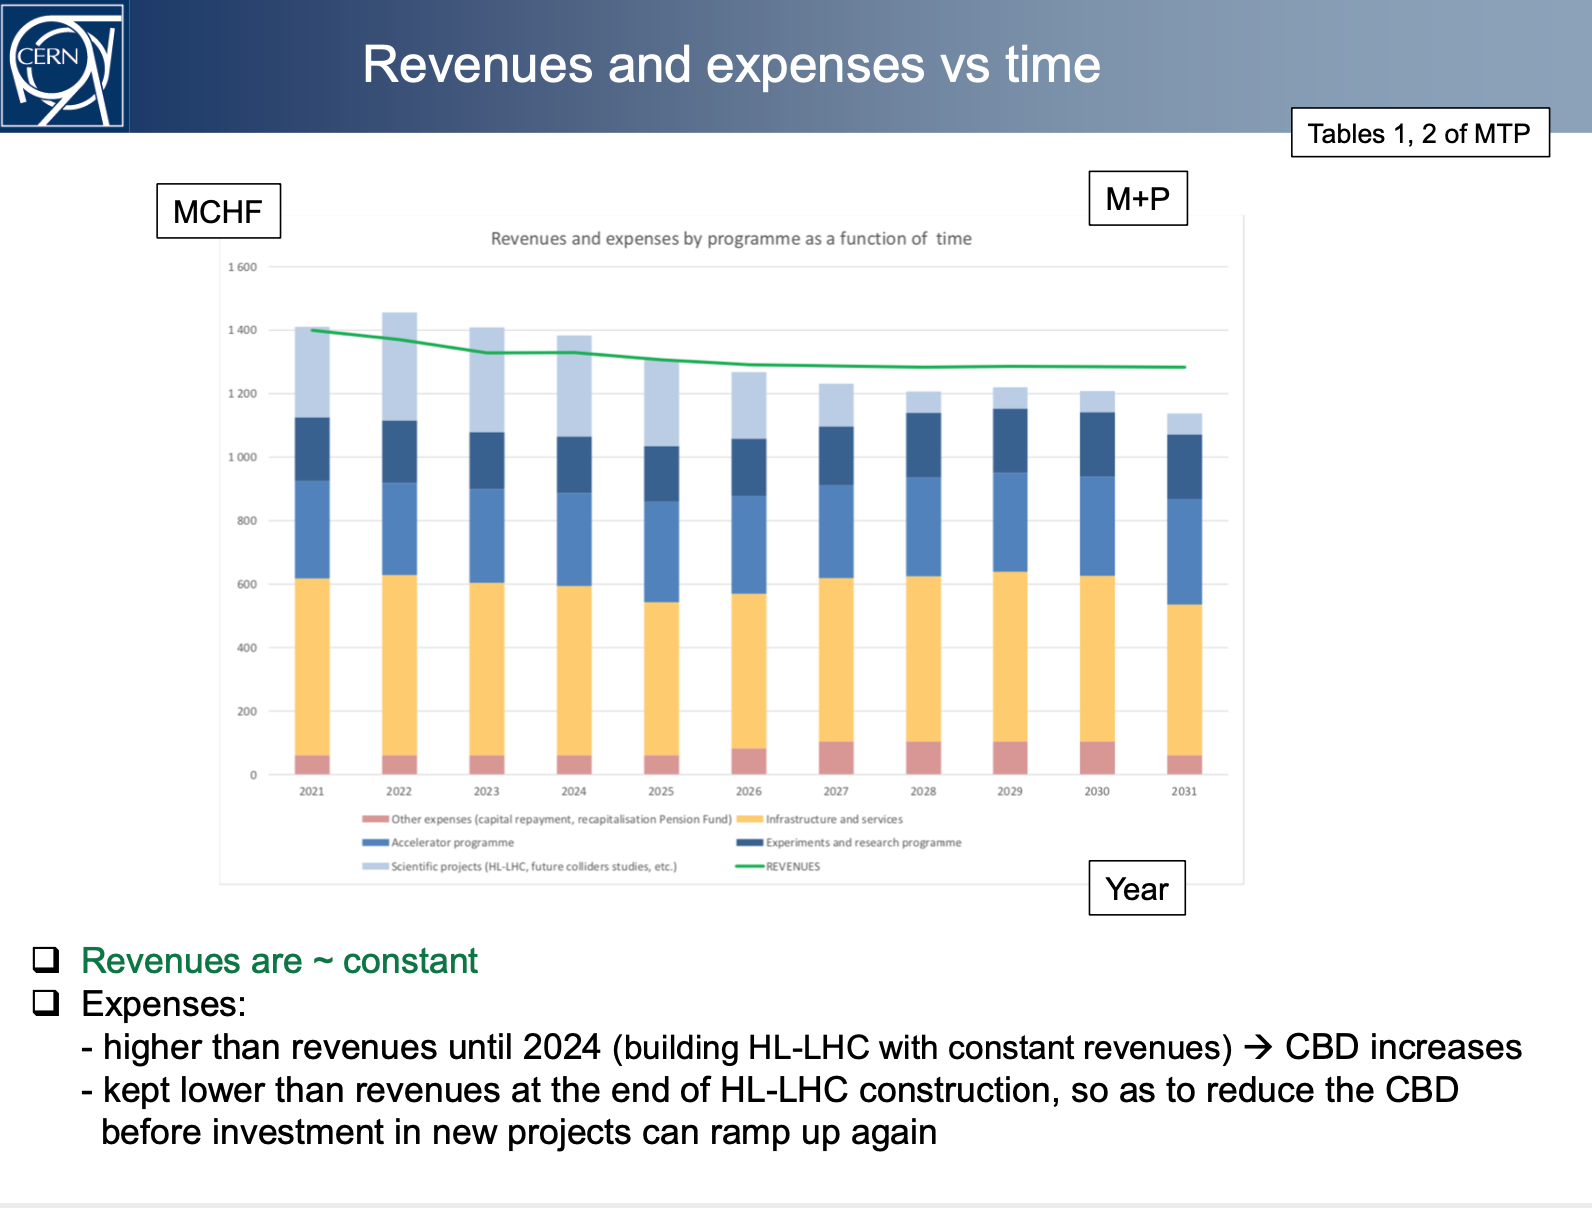 CERN
Revenues and expenses vs time
Tables 1, 2 of MTP
MCHF
M+P
Revenues and expenses by programme as a function of time
1 600
1 400
1 200
1 000
800
600
400
200
0
2021 2022 2023 2024 2025 2026 2027 2028 2029 2030 2031
Other expenses (capital repayment, recapitalisation Pension Fund) Infrastructure and services
Accelerator programme Experiments and research programme
Scientific projects (HL-LHC, future colliders studies, etc.) REVENUES
Year
❑ Revenues are ~ constant
❑ Expenses:
- higher than revenues until 2024 (building HL-LHC with constant revenues) → CBD increases
- kept lower than revenues at the end of HL-LHC construction, so as to reduce the CBD
before investment in new projects can ramp up again